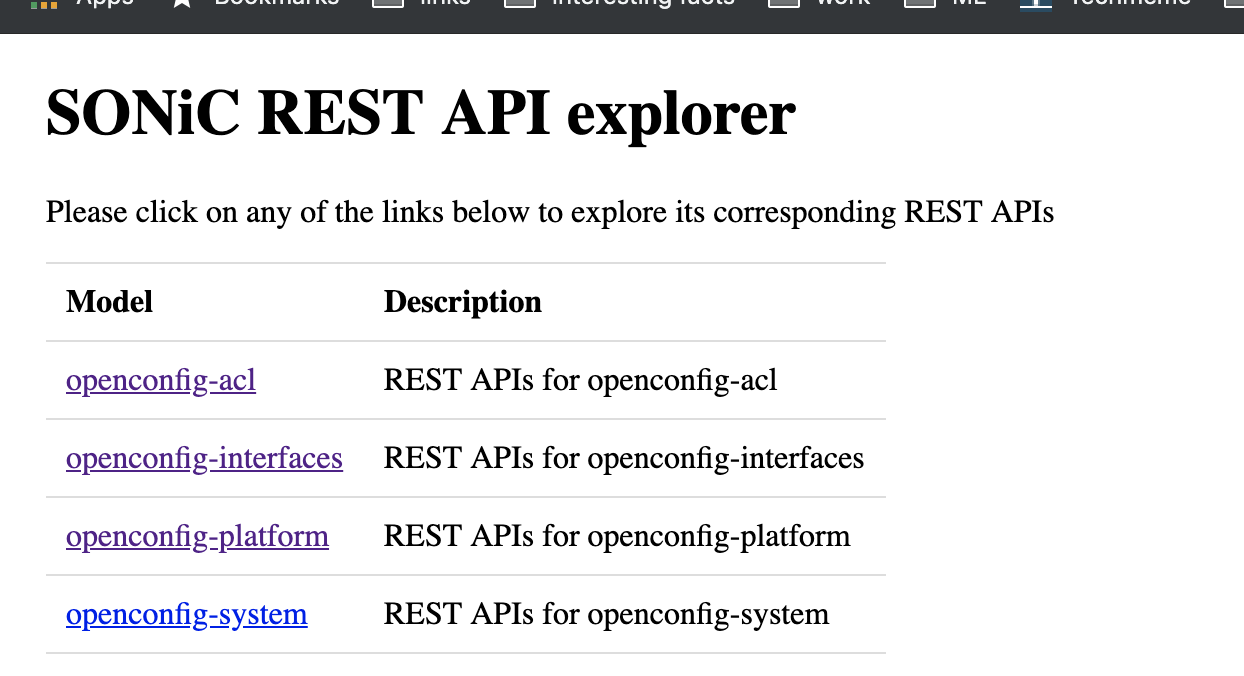 Apps Bookmarks links interesting facts work ML Techmeme
SONiC REST API explorer
Please click on any of the links below to explore its corresponding REST APIs
Model Description
openconfig-acl REST APIs for openconfig-acl
openconfig-interfaces REST APIs for openconfig-interfaces
openconfig-platform REST APIs for openconfig-platform
openconfig-system REST APIs for openconfig-system